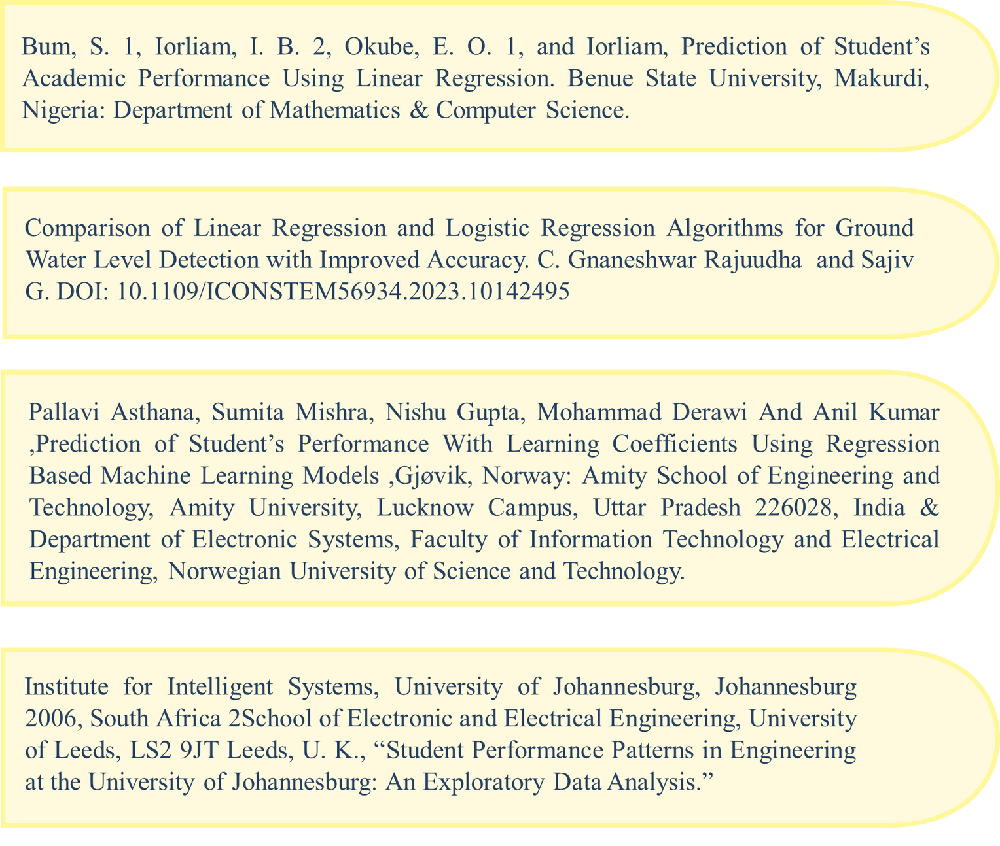 Bum, S. 1, Iorliam, I. B. 2, Okube, E. O. 1, and Iorliam, Prediction of Student’s
Academic Performance Using Linear Regression. Benue State University, Makurdi,
Nigeria: Department of Mathematics & Computer Science.
Comparison of Linear Regression and Logistic Regression Algorithms for Ground
Water Level Detection with Improved Accuracy. C. Gnaneshwar Rajuudha and Sajiv
G. DOI: 10.1109/ICONSTEM56934.2023.10142495
Pallavi Asthana, Sumita Mishra, Nishu Gupta, Mohammad Derawi And Anil Kumar
,Prediction of Student’s Performance With Learning Coefficients Using Regression
Based Machine Learning Models ,Gjøvik, Norway: Amity School of Engineering and
Technology, Amity University, Lucknow Campus, Uttar Pradesh 226028, India &
Department of Electronic Systems, Faculty of Information Technology and Electrical
Engineering, Norwegian University of Science and Technology.
Institute for Intelligent Systems, University of Johannesburg, Johannesburg
2006, South Africa 2School of Electronic and Electrical Engineering, University
of Leeds, LS2 9JT Leeds, U. K., “Student Performance Patterns in Engineering
at the University of Johannesburg: An Exploratory Data Analysis.”